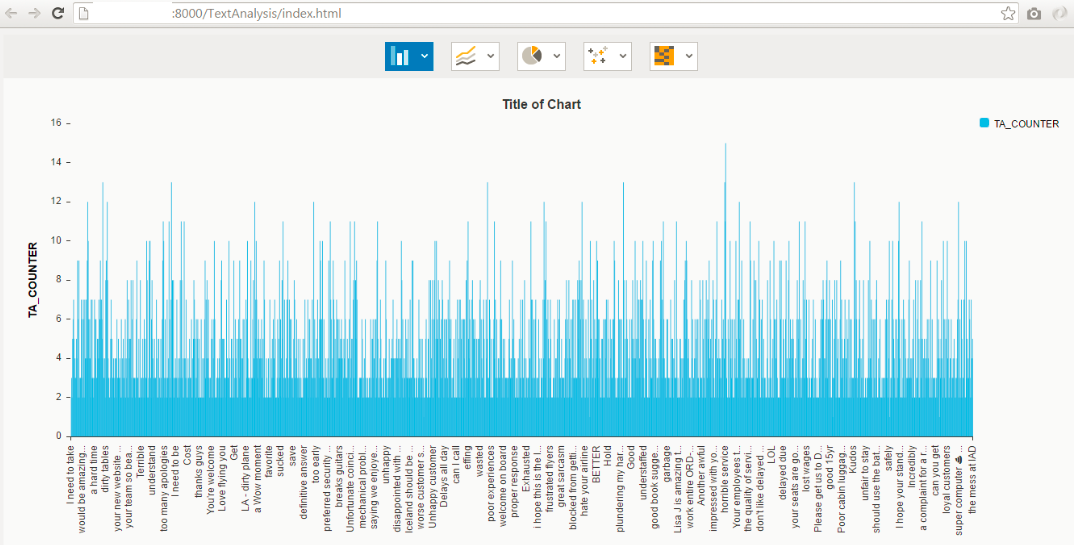 :8000/TextAnalysis/index.html
Title of Chart
TA_COUNTER
TA_COUNTER
16
14
12
10
8
6
4
2
0
I need to take
would be amazing...
a hard time
dirty tables
your new website ...
your team so bea...
Terrible
understand
too many apologies
I need to be
Cost
thanks guys
You're welcome
Love flying you
Get
LA - dirty plane
a Wow moment
favorite
sucked
save
definitive answer
too early
preferred security ...
breaks guitars
Unfortunate coinci...
mechanical probl...
saying we enjoye...
unhappy
disappointed with ...
Iceland should be ...
worse customer s...
Unhappy customer
Delays all day
can I call
effing
wasted
poor experiences
welcome on board
proper response
Exhausted
I hope this is the l...
frustrated flyers
great sarcasm
blocked from getti...
hate your airline
BETTER
Hold
plundering my har...
Good
understaffed
good book sugge...
garbage
Lisa J is amazing t...
work entire ORD-...
Another awful
impressed with yo...
horrible service
Your employees t...
the quality of servi...
don't like delayed...
LOL
delayed due
your seats are go...
lost wages
Please get us to D...
good 15yr
Poor cabin luggag...
Kudos
unfair to stay
should use the bat...
safely
I hope your stand...
Incredibly
a complaint for a ...
can you get
loyal customers
super computer 💩 ...
the mess at IAD